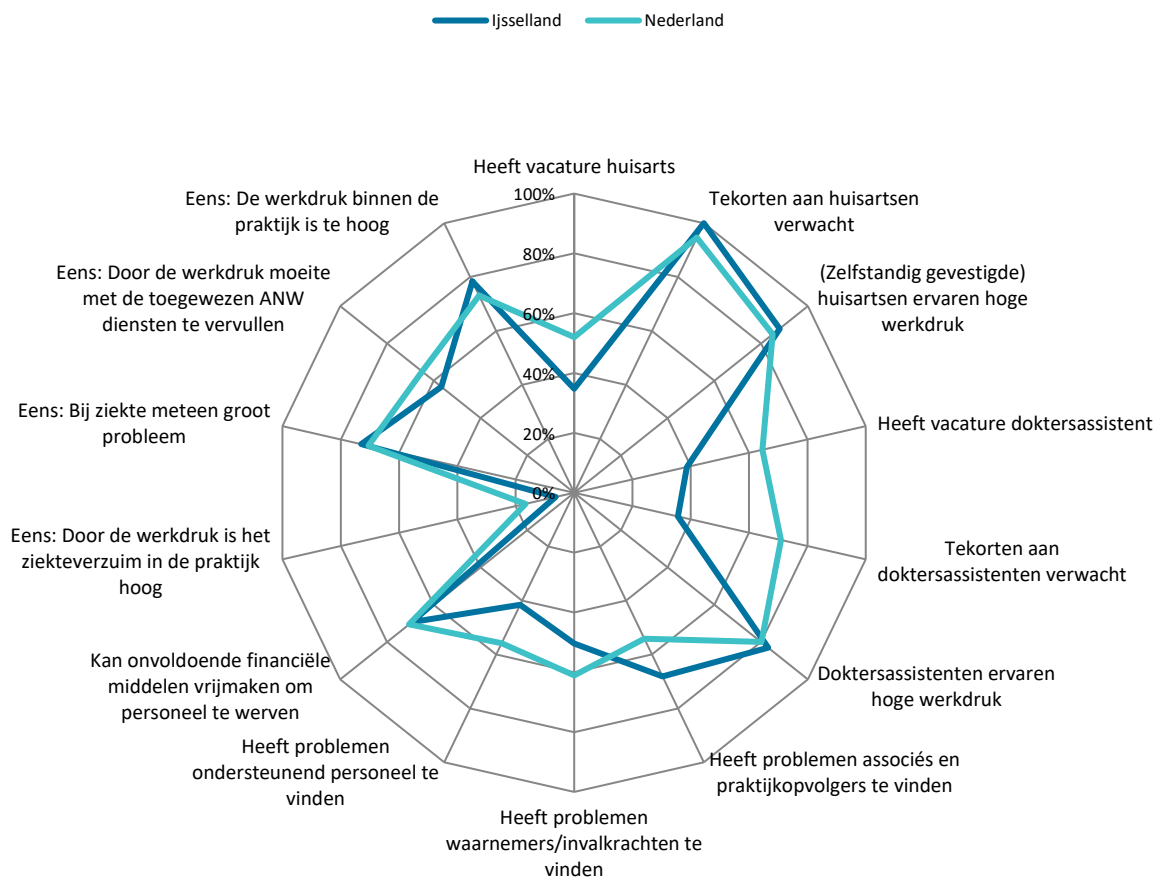 Ijsselland
Nederland
Heeft vacature huisarts
Tekorten aan huisartsen
verwacht
(Zelfstandig gevestigde)
huisartsen ervaren hoge
werkdruk
Heeft vacature doktersassistent
Tekorten aan
doktersassistenten verwacht
Doktersassistenten ervaren
hoge werkdruk
Heeft problemen associés en
praktijkopvolgers te vinden
Heeft problemen
waarnemers/invalkrachten te
vinden
Heeft problemen
ondersteunend personeel te
vinden
Kan onvoldoende financiële
middelen vrijmaken om
personeel te werven
Eens: Door de werkdruk is het
ziekteverzuim in de praktijk
hoog
Eens: Bij ziekte meteen groot
probleem
Eens: Door de werkdruk moeite
met de toegewezen ANW
diensten te vervullen
Eens: De werkdruk binnen de
praktijk is te hoog
100%
80%
60%
40%
20%
0%